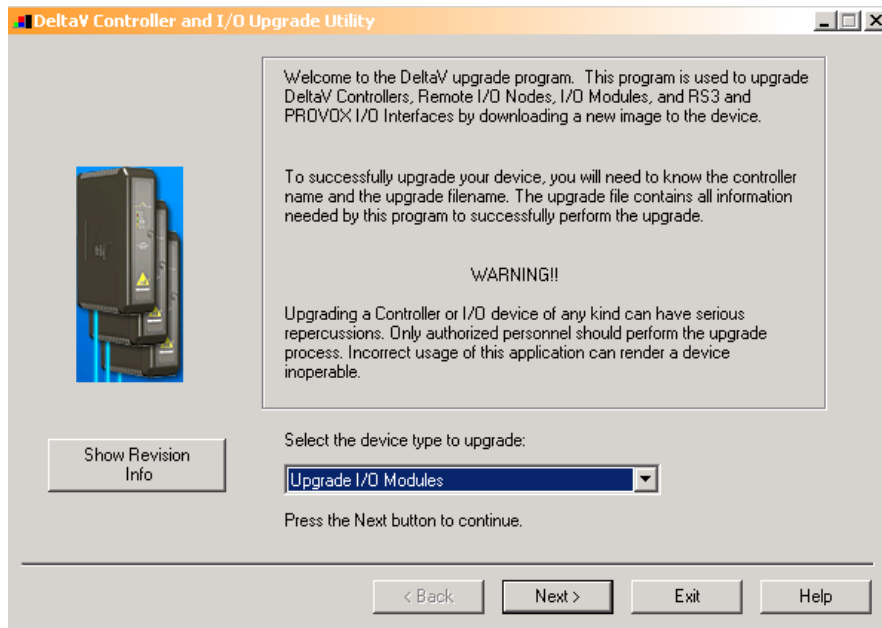 DeltaV Controller and I/O Upgrade Utility
Welcome to the DeltaV upgrade program.  This program is used to upgrade
DeltaV Controllers, Remote I/O Nodes, I/O Modules, and RS3 and
PROVOX I/O Interfaces by downloading a new image to the device.
To successfully upgrade your device, you will need to know the controller
name and the upgrade filename. The upgrade file contains all information
needed by this program to successfully perform the upgrade.
WARNING!!
Upgrading a Controller or I/O device of any kind can have serious
repercussions. Only authorized personnel should perform the upgrade
process. Incorrect usage of this application can render a device
inoperable.
Show Revision
Info
Select the device type to upgrade:
Upgrade I/O Modules
Press the Next button to continue.
< Back
Next >
Exit
Help